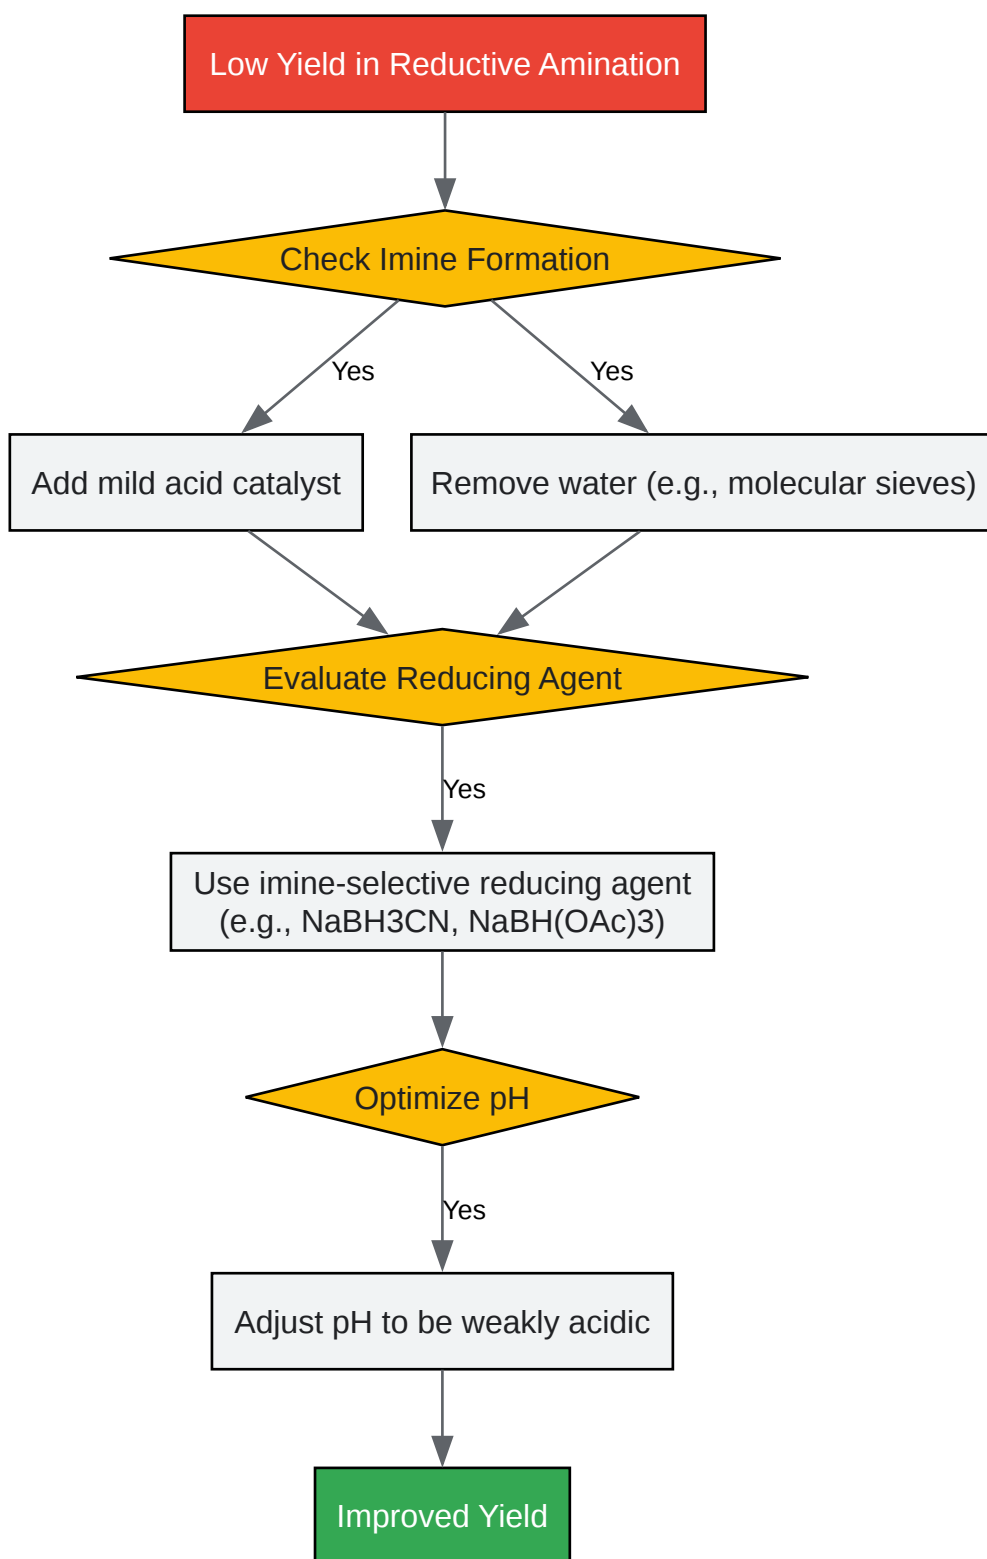 Low Yield in Reductive Amination
Check Imine Formation
Yes
Yes
Add mild acid catalyst
Remove water (e.g., molecular sieves)
Evaluate Reducing Agent
Yes
Use imine-selective reducing agent
(e.g., NaBH3CN, NaBH(OAc)3)
Optimize pH
Yes
Adjust pH to be weakly acidic
Improved Yield